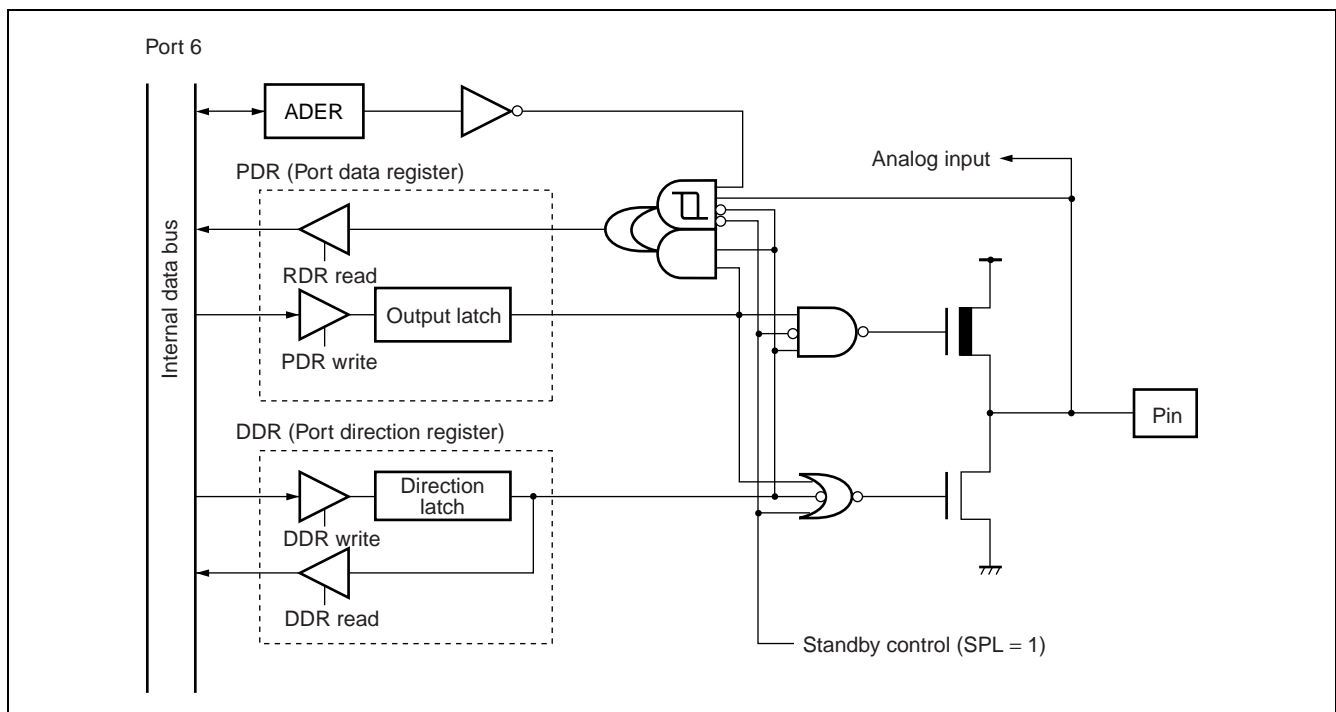 Port 6
ADER
Analog input
PDR (Port data register)
Internal data bus
RDR read
Output latch
PDR write
Pin
DDR (Port direction register)
Direction
latch
DDR write
DDR read
Standby control (SPL = 1)